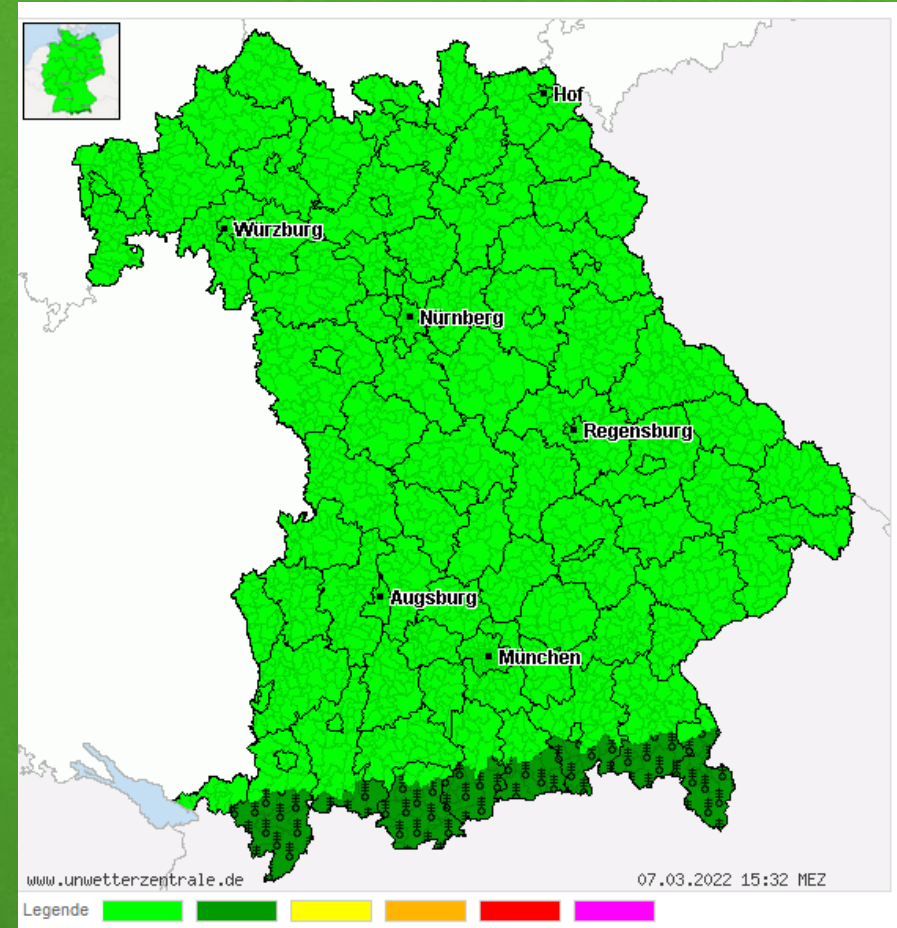 Hof
Würzburg
Nürnberg
Regensburg
Augsburg
München
www.unwetterzentrale.de 07.03.2022 15:32 MEZ
Legende